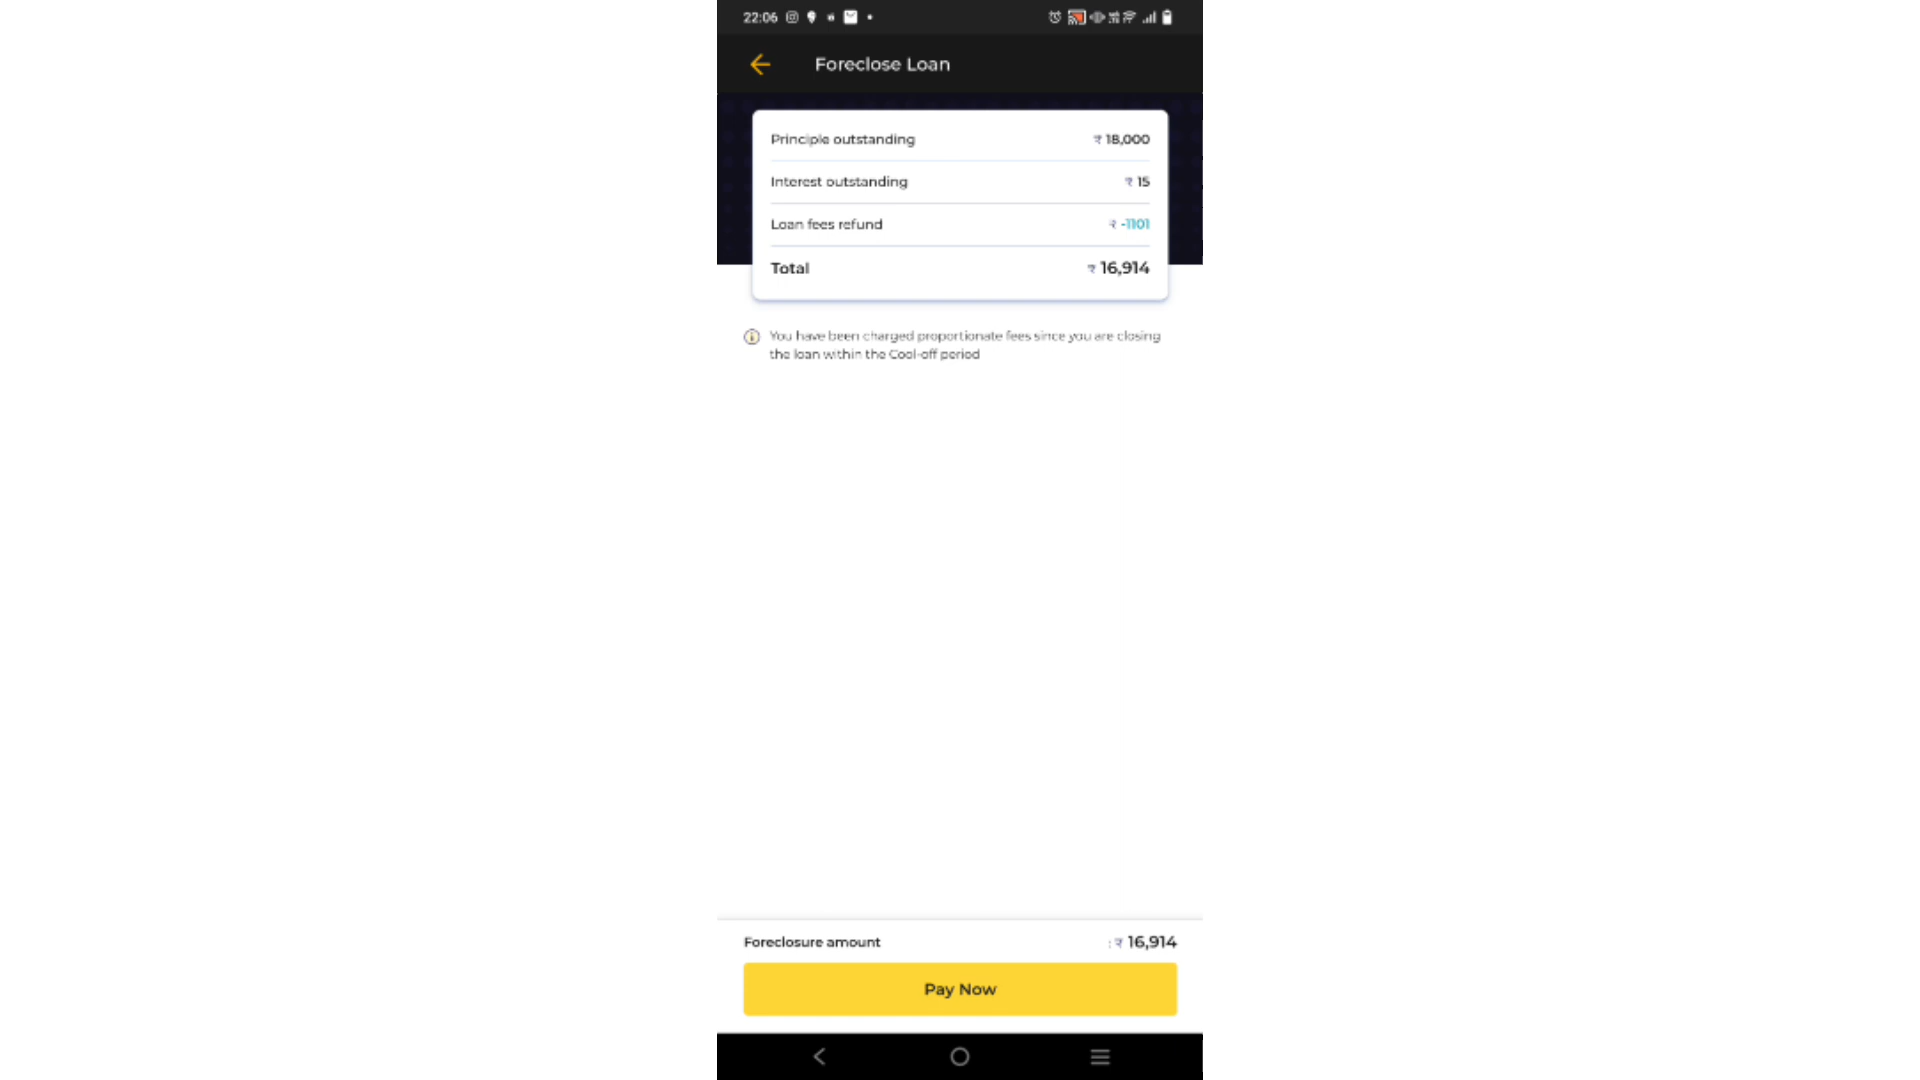 22:06
Foreclose Loan
Principle outstanding ₹ 18,000
Interest outstanding ₹ 15
Loan fees refund ₹ -1101
Total ₹ 16,914
You have been charged proportionate fees since you are closing
the loan within the Cool-off period
Foreclosure amount : ₹ 16,914
Pay Now